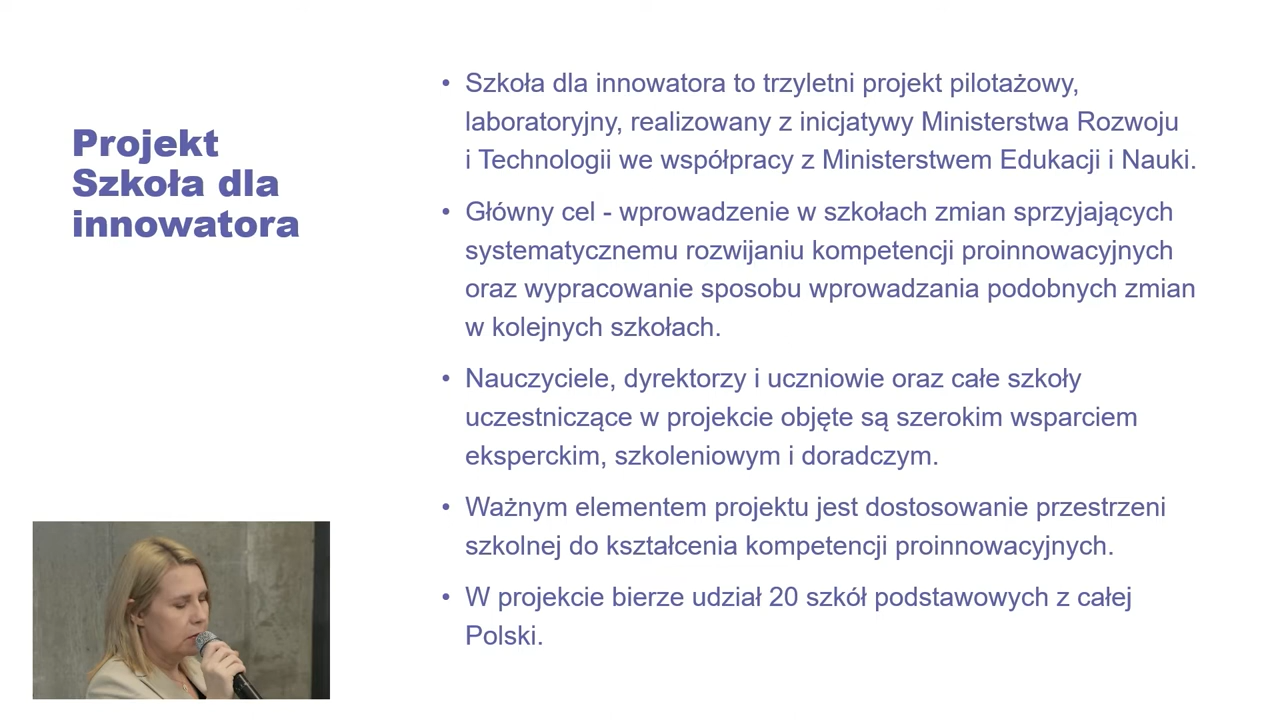 Projekt
Szkoła dla
innowatora
• Szkoła dla innowatora to trzyletni projekt pilotażowy,
laboratoryjny, realizowany z inicjatywy Ministerstwa Rozwoju
i Technologii we współpracy z Ministerstwem Edukacji i Nauki.
• Główny cel - wprowadzenie w szkołach zmian sprzyjających
systematycznemu rozwijaniu kompetencji proinnowacyjnych
oraz wypracowanie sposobu wprowadzania podobnych zmian
w kolejnych szkołach.
• Nauczyciele, dyrektorzy i uczniowie oraz całe szkoły
uczestniczące w projekcie objęte są szerokim wsparciem
eksperckim, szkoleniowym i doradczym.
• Ważnym elementem projektu jest dostosowanie przestrzeni
szkolnej do kształcenia kompetencji proinnowacyjnych.
• W projekcie bierze udział 20 szkół podstawowych z całej
Polski.